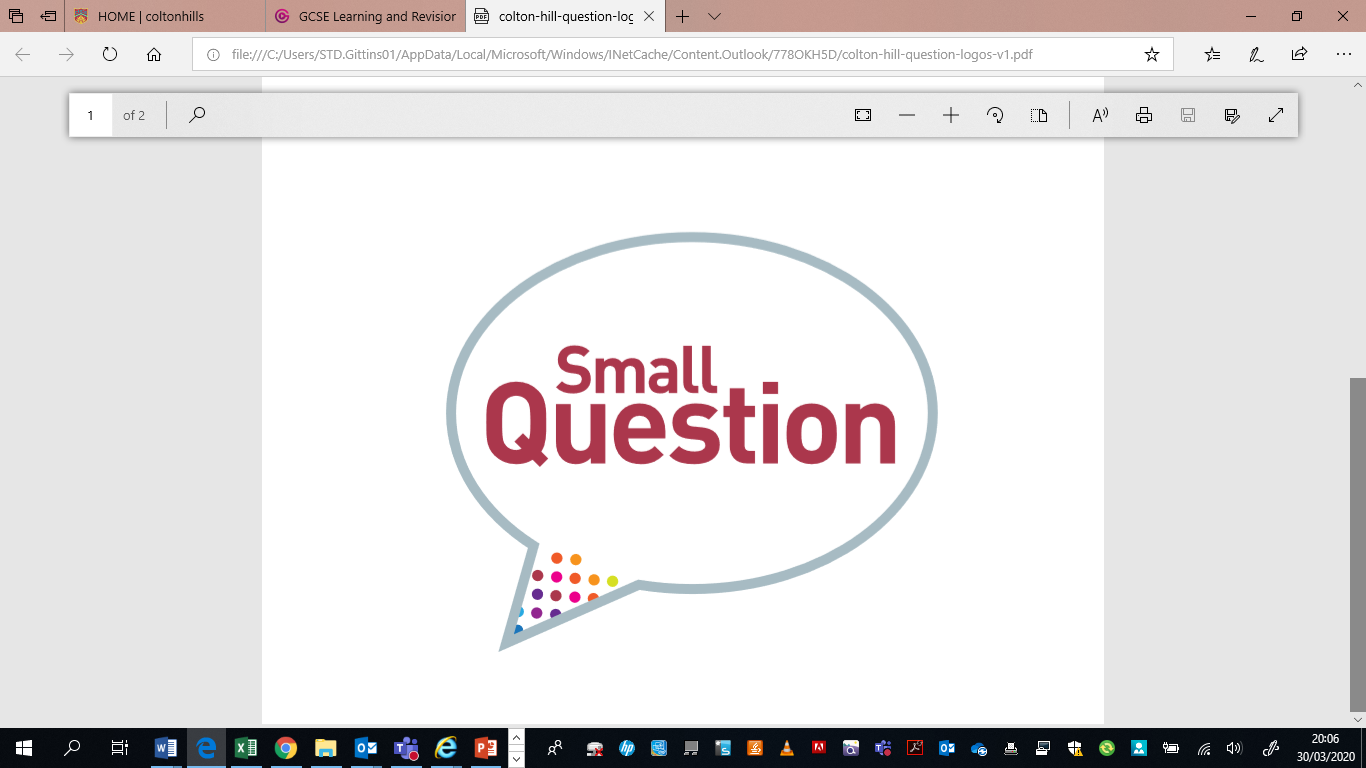 HOME | coltonhills
GCSE Learning and Revision
colton-hill-question-log
file:///C:/Users/STD.Gittins01/AppData/Local/Microsoft/Windows/INetCache/Content.Outlook/778OKH5D/colton-hill-question-logos-v1.pdf
1 of 2
Small
Question
20:06
30/03/2020